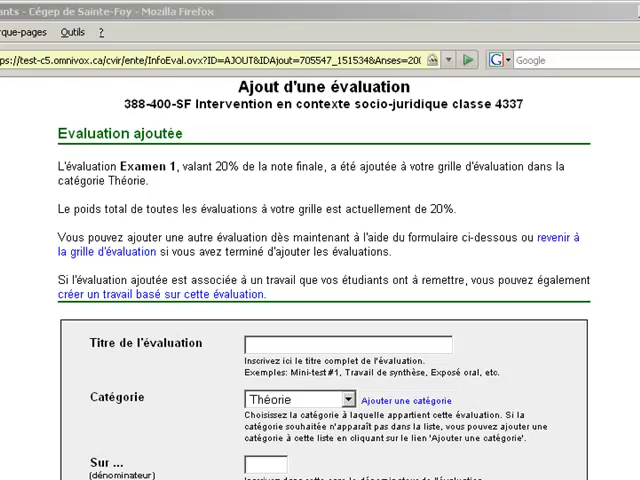 ants - Cégep de Sainte-Foy - Mozilla Firefox
rque-pages Outils ?
ps://test-c5.omnivox.ca/cvir/ente/InfoEval.ovx?ID=AJOUT&IDAjout=705547_151534&Anses=200
Google
Ajout d'une évaluation
388-400-SF Intervention en contexte socio-juridique classe 4337
Evaluation ajoutée
L'évaluation Examen 1, valant 20% de la note finale, a été ajoutée à votre grille d'évaluation dans la
catégorie Théorie.
Le poids total de toutes les évaluations à votre grille est actuellement de 20%.
Vous pouvez ajouter une autre évaluation dès maintenant à l'aide du formulaire ci-dessous ou revenir à
la grille d'évaluation si vous avez terminé d'ajouter les évaluations.
Si l'évaluation ajoutée est associée à un travail que vos étudiants ont à remettre, vous pouvez également
créer un travail basé sur cette évaluation.
Titre de l'évaluation
Inscrivez ici le titre complet de l'évaluation.
Exemples: Mini-test #1, Travail de synthèse, Exposé oral, etc.
Catégorie
Théorie
Ajouter une catégorie
Choisissez la catégorie à laquelle appartient cette évaluation. Si la
catégorie souhaitée n'apparaît pas dans la liste, vous pouvez ajouter une
catégorie à cette liste en cliquant sur le lien 'Ajouter une catégorie'.
Sur ...
(dénominateur)